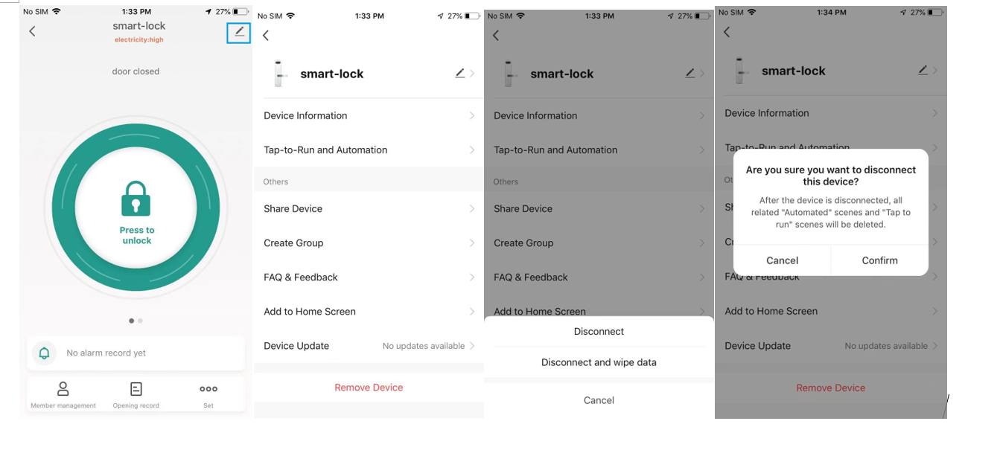 No SIM 1:33 PM 27%
smart-lock
electricity:high
door closed
Press to
unlock
No alarm record yet
Member management Opening record Set
No SIM 1:33 PM 27%
smart-lock
Device Information
Tap-to-Run and Automation
Others
Share Device
Create Group
FAQ & Feedback
Add to Home Screen
Device Update No updates available
Remove Device
No SIM 1:33 PM 27%
smart-lock
Device Information
Tap-to-Run and Automation
Others
Share Device
Create Group
FAQ & Feedback
Add to Home Screen
Disconnect
Disconnect and wipe data
Cancel
No SIM 1:34 PM 27%
smart-lock
Device Information
Tap-to-Run and Automation
Are you sure you want to disconnect
this device?
After the device is disconnected, all
related "Automated" scenes and "Tap to
run" scenes will be deleted.
Cancel Confirm
FAQ & Feedback
Add to Home Screen
Device Update No updates available
Remove Device